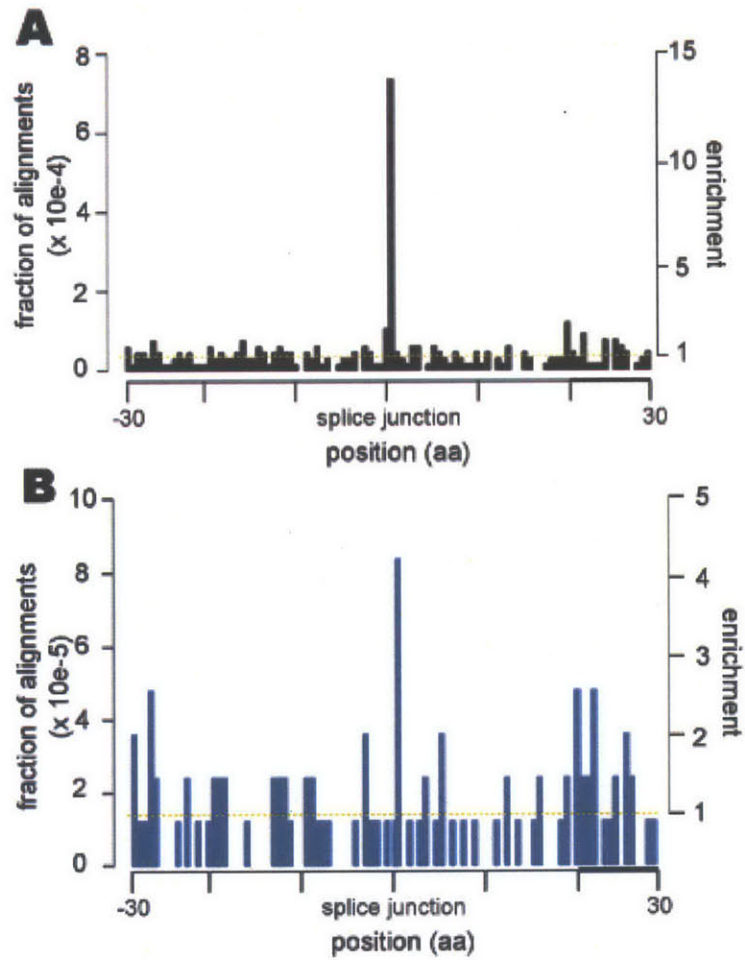 A
8
6
4
2
0
fraction of alignments
(x 10e-4)
15
10
5
1
enrichment
-30
splice junction
30
position (aa)
B
10
8
6
4
2
0
fraction of alignments
(x 10e-5)
5
4
3
2
1
enrichment
-30
splice junction
30
position (aa)